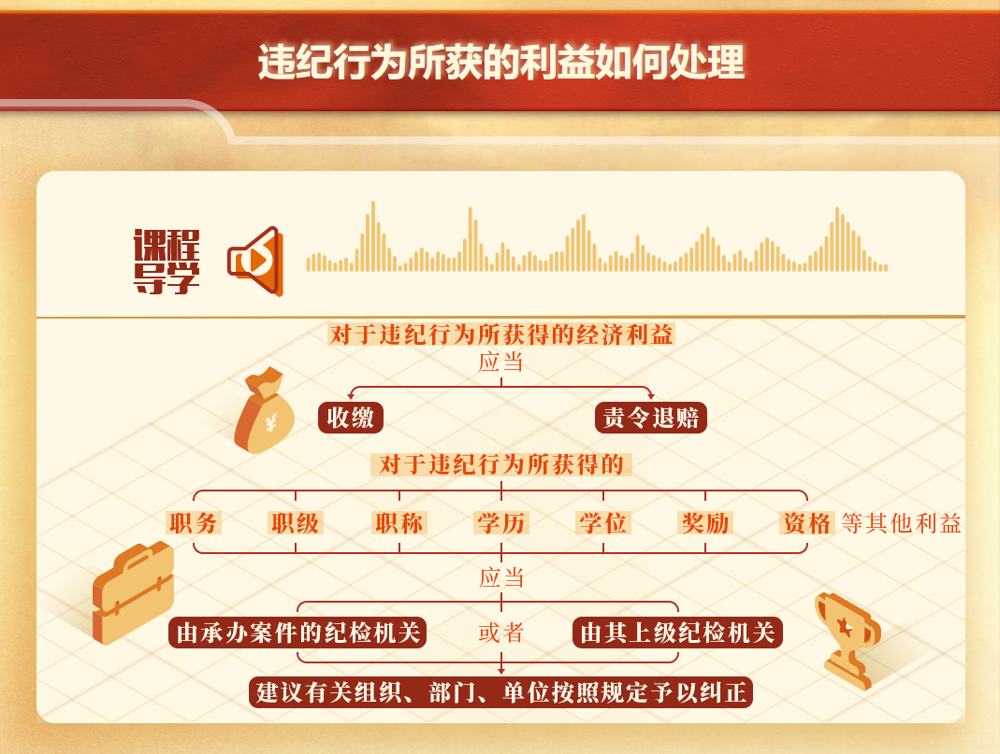 违纪行为所获的利益如何处理
课程
导学
对于违纪行为所获得的经济利益
应当
¥
收缴 责令退赔
对于违纪行为所获得的
职务 职级 职称 学历 学位 奖励 资格 等其他利益
应当
由承办案件的纪检机关 或者 由其上级纪检机关
建议有关组织、部门、单位按照规定予以纠正